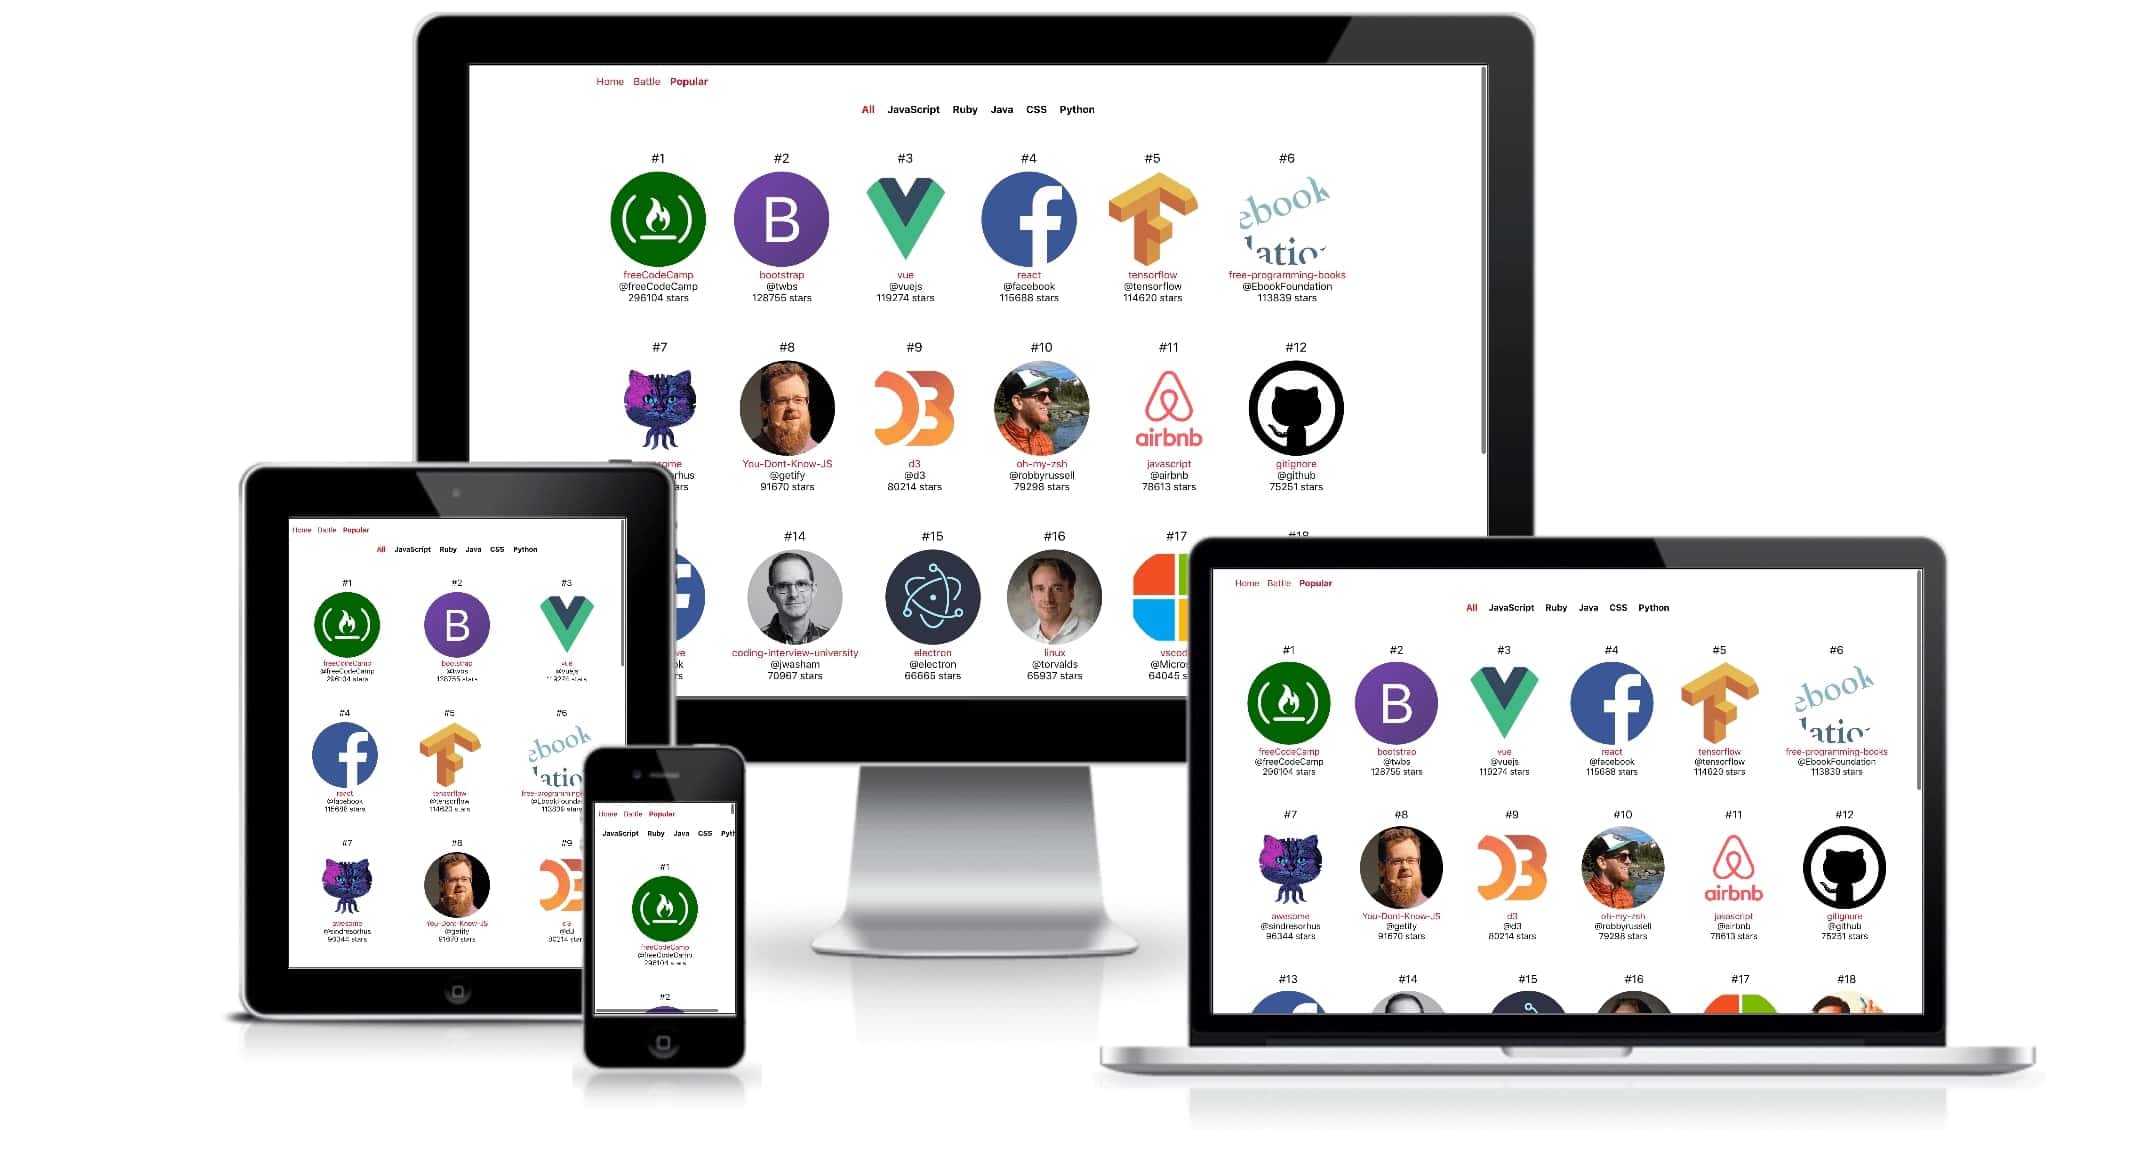 Home Battle Popular
All JavaScript Ruby Java CSS Python
#1 #2 #3 #4 #5 #6
B
ebook
lation
freeCodeCamp bootstrap vue react tensorflow free-programming-books
@freeCodeCamp @twbs @vuejs @facebook @tensorflow @EbookFoundation
296104 stars 128755 stars 119274 stars 115688 stars 114620 stars 113839 stars
#7 #8 #9 #10 #11 #12
airbnb
ome You-Dont-Know-JS d3 oh-my-zsh javascript gitignore
orhus @getify @d3 @robbyrussell @airbnb @github
ars 91670 stars 80214 stars 79298 stars 78613 stars 75251 stars
#14 #15 #16 #17 #18
ve coding-interview-university electron linux vscod
ok @jwasham @electron @torvalds @Micros
rs 70967 stars 66665 stars 65937 stars 64045 s
Home Battle Popular
All JavaScript Ruby Java CSS Python
#1 #2 #3
B
freeCodeCamp bootstrap vue
@freeCodeCamp @twbs @vuejs
296104 stars 128755 stars 119274 stars
#4 #5 #6
ebook
latio
react tensorflow free-programming
@facebook @tensorflow @EbookFounda
115688 stars 114620 stars 113839 stars
#7 #8 #9
awesome You-Dont-Know-JS d3
@sindresorhus @getify @d3
96344 stars 91670 stars 80214 star
Home Battle Popular
JavaScript Ruby Java CSS Pyth
#1
freeCodeCamp
@freeCodeCamp
296104 stars
#2
Home Battle Popular
All JavaScript Ruby Java CSS Python
#1 #2 #3 #4 #5 #6
B
ebook
lation
freeCodeCamp bootstrap vue react tensorflow free-programming-books
@freeCodeCamp @twbs @vuejs @facebook @tensorflow @EbookFoundation
296104 stars 128755 stars 119274 stars 115688 stars 114620 stars 113839 stars
#7 #8 #9 #10 #11 #12
airbnb
awesome You-Dont-Know-JS d3 oh-my-zsh javascript gitignore
@sindresorhus @getify @d3 @robbyrussell @airbnb @github
96344 stars 91670 stars 80214 stars 79298 stars 78613 stars 75251 stars
#13 #14 #15 #16 #17 #18